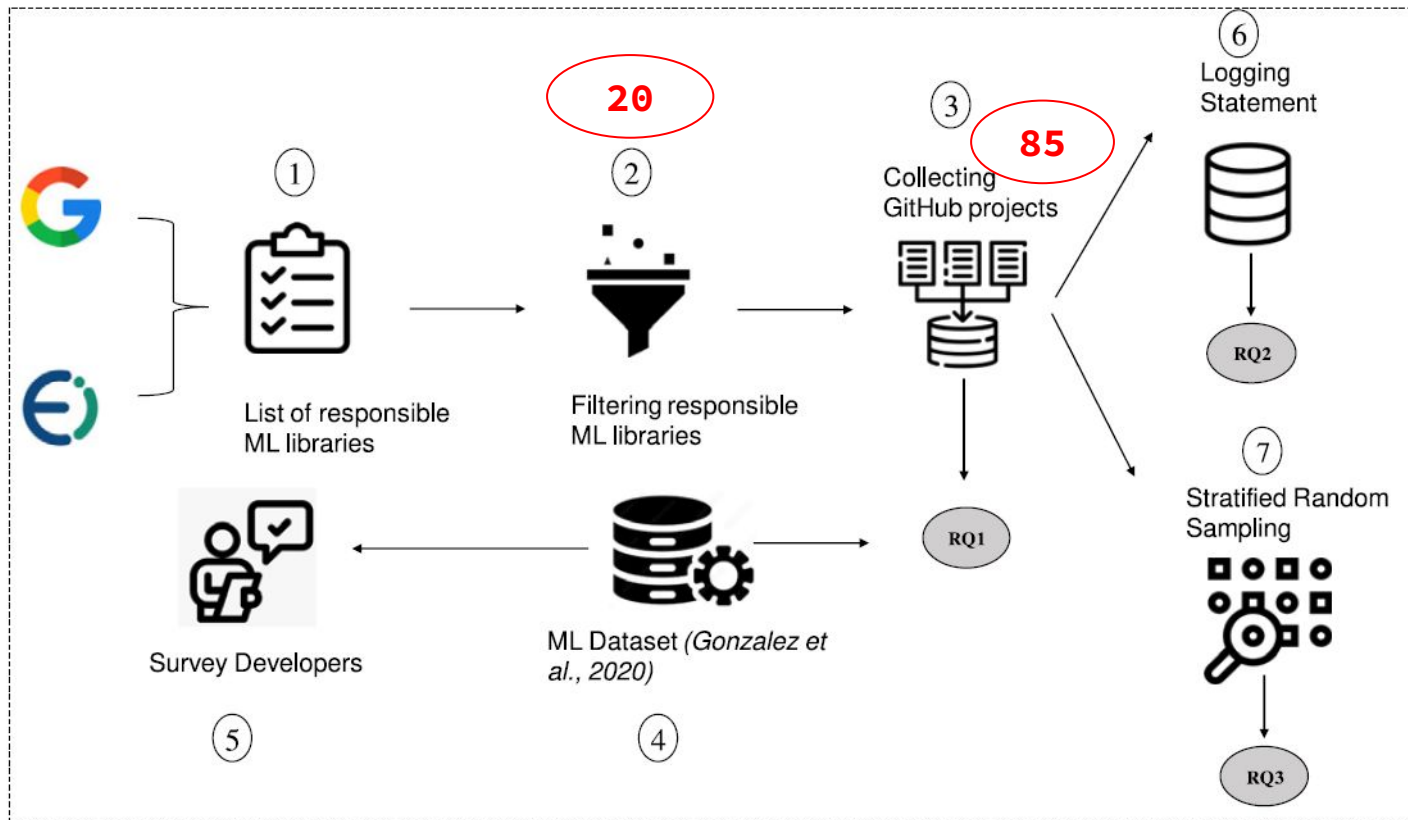 1
List of responsible
ML libraries
20
2
Filtering responsible
ML libraries
3
85
Collecting
GitHub projects
RQ1
6
Logging
Statement
RQ2
7
Stratified Random
Sampling
RQ3
ML Dataset (Gonzalez et
al., 2020)
4
Survey Developers
5